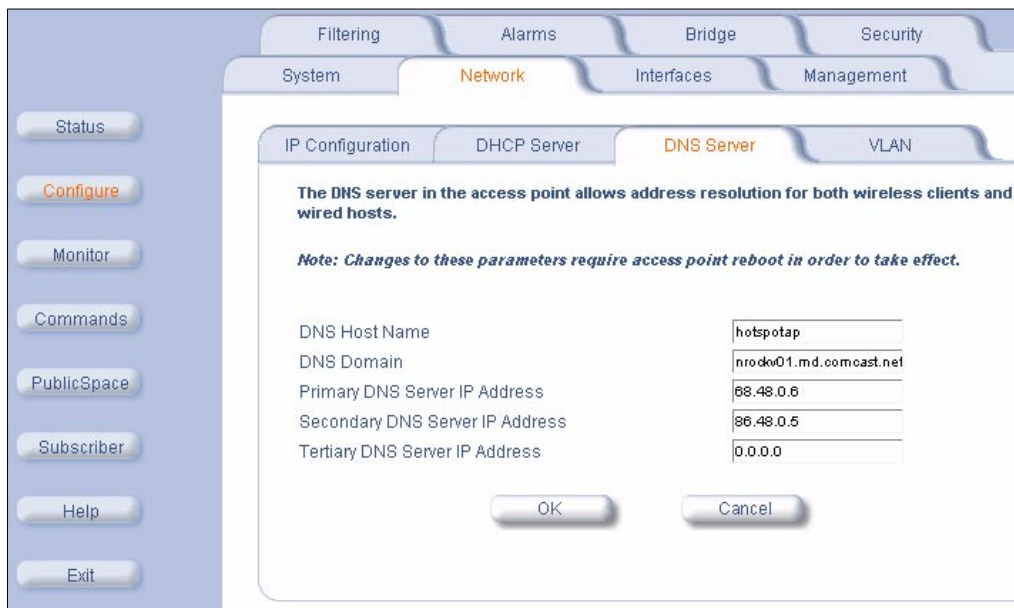 Filtering Alarms Bridge Security
System Network Interfaces Management
Status
Configure
Monitor
Commands
PublicSpace
Subscriber
Help
Exit
IP Configuration DHCP Server DNS Server VLAN
The DNS server in the access point allows address resolution for both wireless clients and
wired hosts.
Note: Changes to these parameters require access point reboot in order to take effect.
DNS Host Name hotspotap
DNS Domain nrockv01.md.comcast.net
Primary DNS Server IP Address 68.48.0.6
Secondary DNS Server IP Address 86.48.0.5
Tertiary DNS Server IP Address 0.0.0.0
OK Cancel